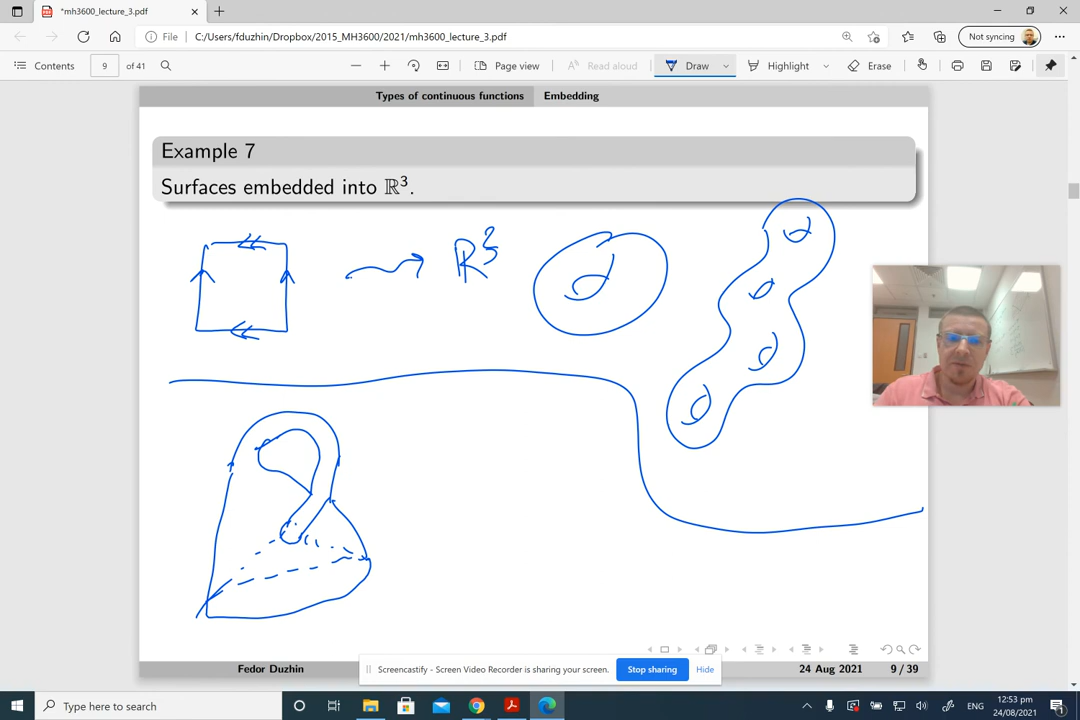 *mh3600_lecture_3.pdf
File C:/Users/fduzhin/Dropbox/2015_MH3600/2021/mh3600_lecture_3.pdf
Not syncing
Contents 9 of 41 Page view Read aloud Draw Highlight Erase
Types of continuous functions Embedding
Example 7
Surfaces embedded into ℝ³.
ℝ³
Fedor Duzhin 24 Aug 2021 9 / 39
Screencastify - Screen Video Recorder is sharing your screen. Stop sharing Hide
Type here to search
ENG 12:53 pm
24/08/2021
1